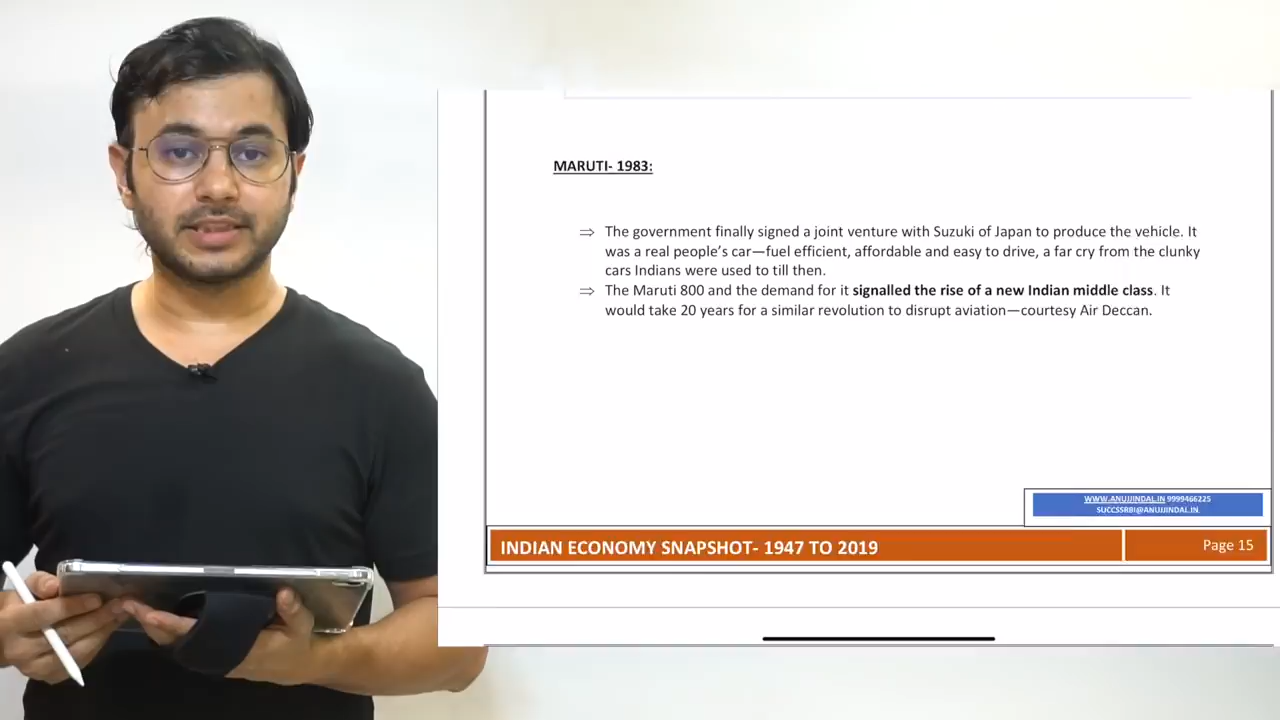 MARUTI- 1983:
⇒ The government finally signed a joint venture with Suzuki of Japan to produce the vehicle. It
was a real people's car—fuel efficient, affordable and easy to drive, a far cry from the clunky
cars Indians were used to till then.
⇒ The Maruti 800 and the demand for it signalled the rise of a new Indian middle class. It
would take 20 years for a similar revolution to disrupt aviation—courtesy Air Deccan.
WWW.ANUJJINDAL.IN 9999466225
SUCCSSRBI@ANUJJINDAL.IN
INDIAN ECONOMY SNAPSHOT- 1947 TO 2019
Page 15